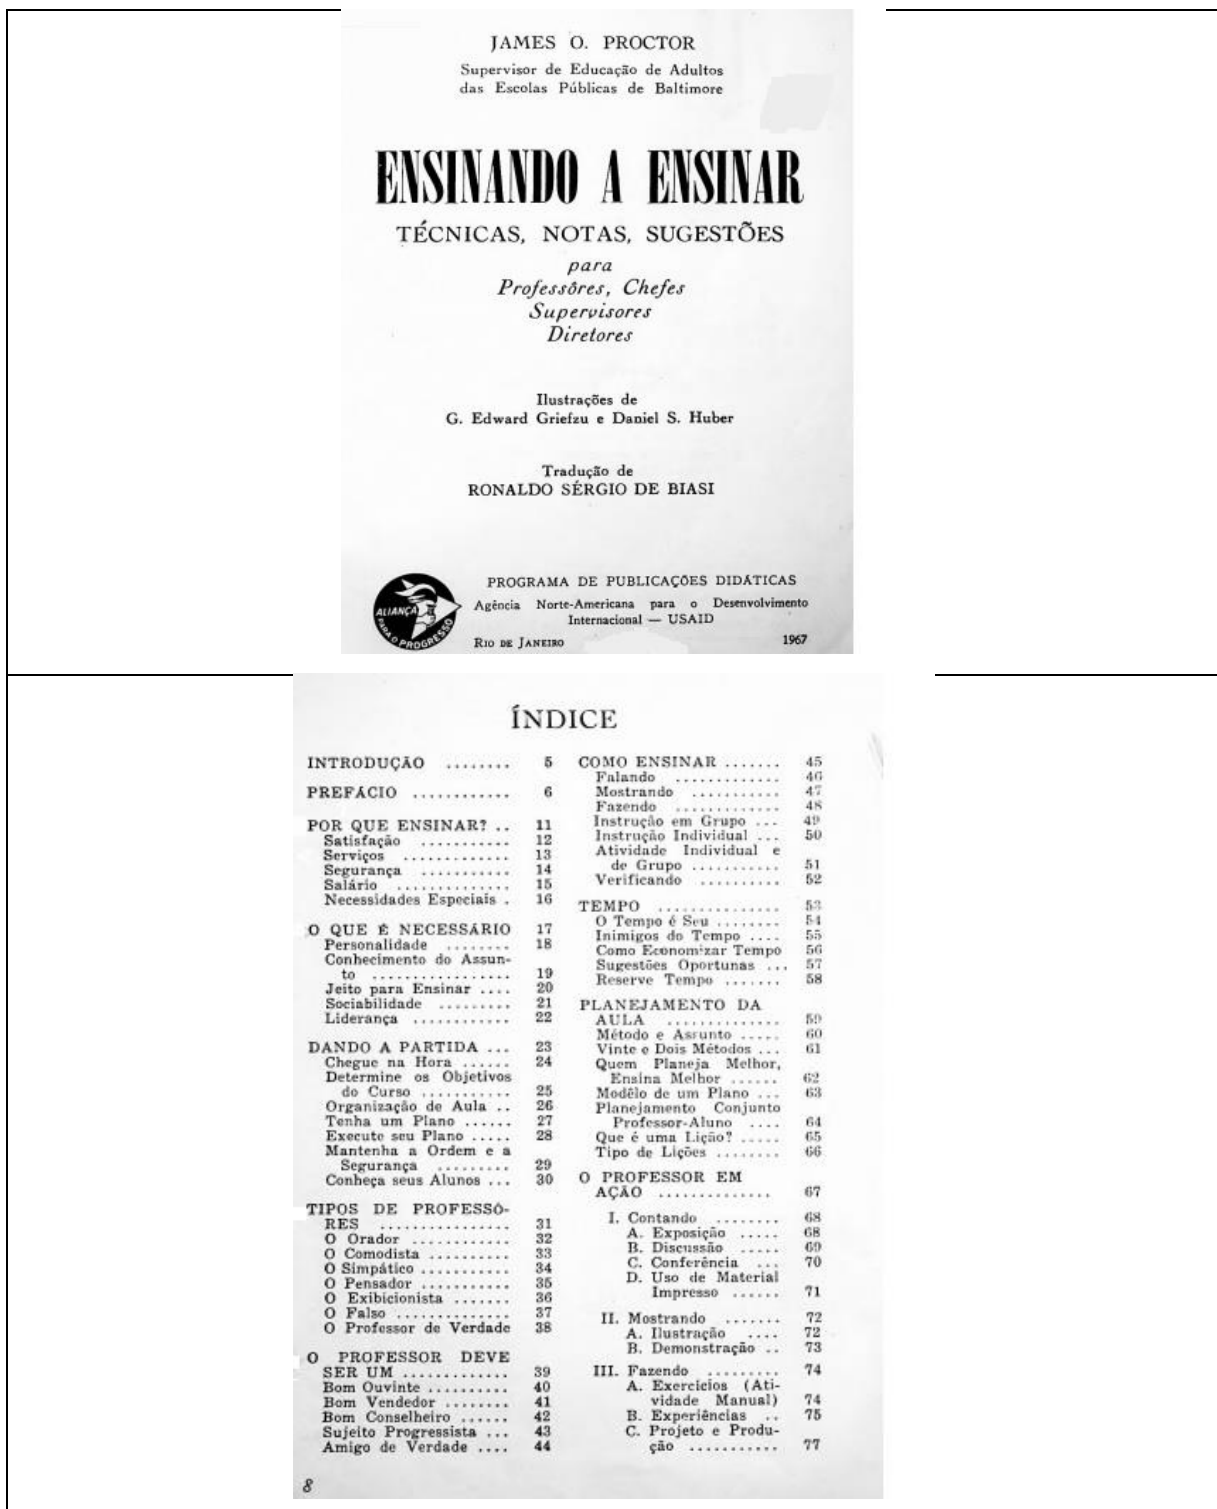 JAMES O. PROCTOR
Supervisor de Educação de Adultos
das Escolas Públicas de Baltimore
ENSINANDO A ENSINAR
TÉCNICAS, NOTAS, SUGESTÕES
para
Professôres, Chefes
Supervisores
Diretores
Ilustrações de
G. Edward Griefzu e Daniel S. Huber
Tradução de
RONALDO SÉRGIO DE BIASI
ALIANÇA
PARA O PROGRESSO
PROGRAMA DE PUBLICAÇÕES DIDÁTICAS
Agência Norte-Americana para o Desenvolvimento
Internacional — USAID
RIO DE JANEIRO 1967
ÍNDICE
INTRODUÇÃO ........ 5
PREFÁCIO ............ 6
POR QUE ENSINAR? .. 11
Satisfação ........... 12
Serviços ............. 13
Segurança ........... 14
Salário .............. 15
Necessidades Especiais . 16
O QUE É NECESSÁRIO 17
Personalidade ........ 18
Conhecimento do Assun-
to ................. 19
Jeito para Ensinar .... 20
Sociabilidade ......... 21
Liderança ............ 22
DANDO A PARTIDA ... 23
Chegue na Hora ...... 24
Determine os Objetivos
do Curso ........... 25
Organização de Aula .. 26
Tenha um Plano ...... 27
Execute seu Plano ..... 28
Mantenha a Ordem e a
Segurança ......... 29
Conheça seus Alunos ... 30
TIPOS DE PROFESSÔ-
RES ................ 31
O Orador ............ 32
O Comodista .......... 33
O Simpático ........... 34
O Pensador ........... 35
O Exibicionista ....... 36
O Falso .............. 37
O Professor de Verdade 38
O PROFESSOR DEVE
SER UM ............. 39
Bom Ouvinte .......... 40
Bom Vendedor ........ 41
Bom Conselheiro ...... 42
Sujeito Progressista ... 43
Amigo de Verdade .... 44
COMO ENSINAR ....... 45
Falando ............. 46
Mostrando ........... 47
Fazendo ............. 48
Instrução em Grupo ... 49
Instrução Individual ... 50
Atividade Individual e
de Grupo ........... 51
Verificando .......... 52
TEMPO ............... 53
O Tempo é Seu ........ 54
Inimigos do Tempo .... 55
Como Economizar Tempo 56
Sugestões Oportunas ... 57
Reserve Tempo ....... 58
PLANEJAMENTO DA
AULA .............. 59
Método e Assunto ..... 60
Vinte e Dois Métodos ... 61
Quem Planeja Melhor,
Ensina Melhor ...... 62
Modêlo de um Plano ... 63
Planejamento Conjunto
Professor-Aluno .... 64
Que é uma Lição? ..... 65
Tipo de Lições ........ 66
O PROFESSOR EM
AÇÃO .............. 67
I. Contando ........ 68
A. Exposição ..... 68
B. Discussão ..... 69
C. Conferência ... 70
D. Uso de Material
Impresso ...... 71
II. Mostrando ....... 72
A. Ilustração .... 72
B. Demonstração .. 73
III. Fazendo ......... 74
A. Exercícios (Ati-
vidade Manual) 74
B. Experiências .. 75
C. Projeto e Produ-
ção ........... 77
8